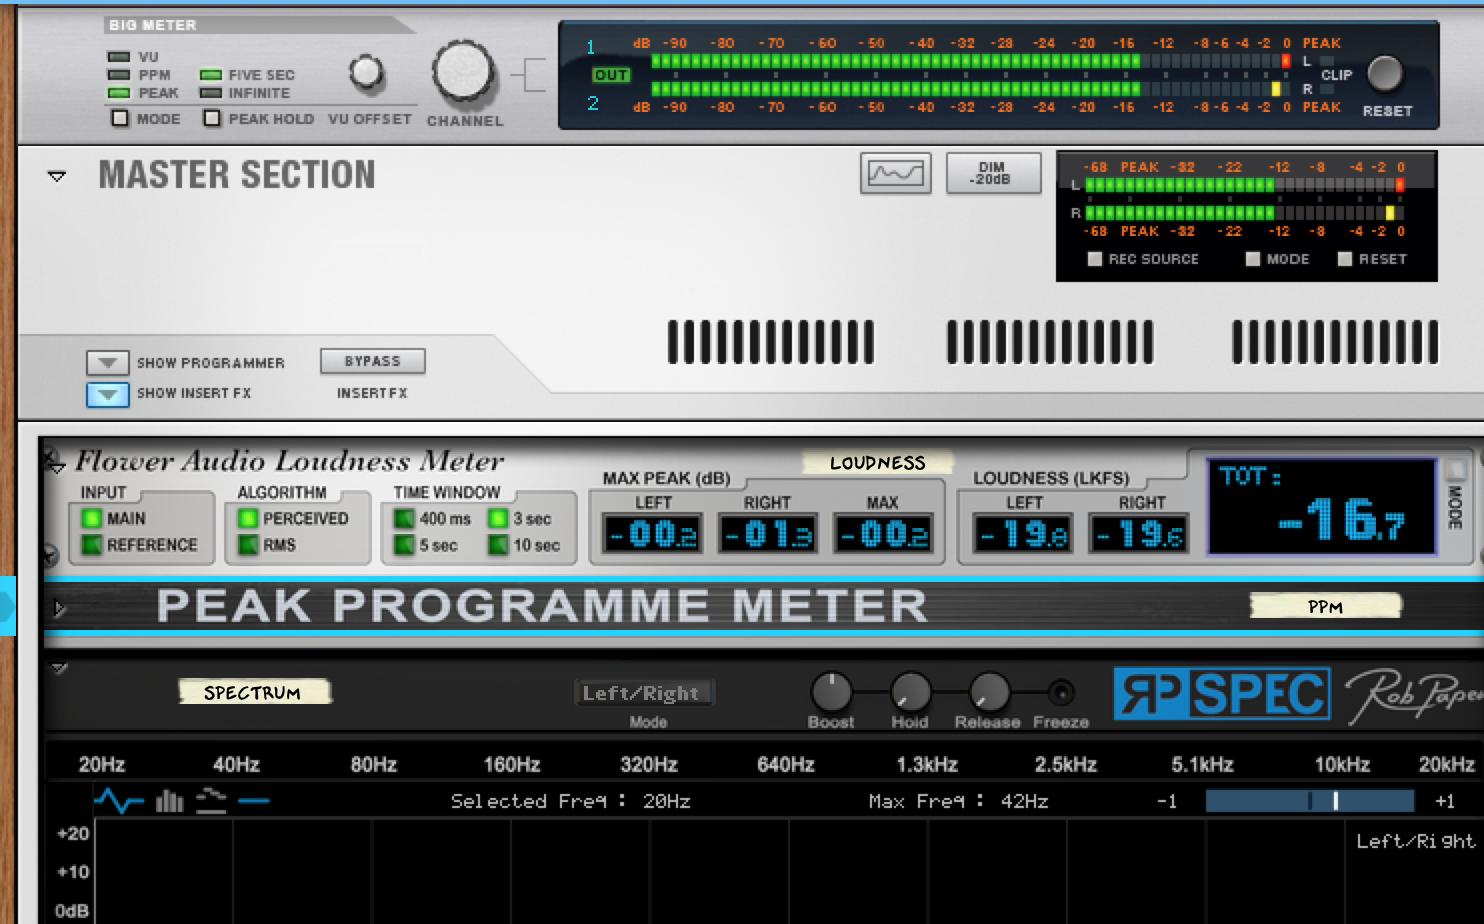 BIG METER
VU
PPM FIVE SEC
PEAK INFINITE
MODE PEAK HOLD VU OFFSET CHANNEL
1 dB -90 -80 -70 -60 -50 -40 -32 -28 -24 -20 -16 -12 -8 -6 -4 -2 0 PEAK
L
OUT CLIP
R
2 dB -90 -80 -70 -60 -50 -40 -32 -28 -24 -20 -16 -12 -8 -6 -4 -2 0 PEAK
RESET
MASTER SECTION
DIM
-20dB
-68 PEAK -32 -22 -12 -8 -4 -2 0
L
R
-68 PEAK -32 -22 -12 -8 -4 -2 0
REC SOURCE MODE RESET
SHOW PROGRAMMER BYPASS
SHOW INSERT FX INSERT FX
Flower Audio Loudness Meter LOUDNESS
INPUT ALGORITHM TIME WINDOW MAX PEAK (dB) LOUDNESS (LKFS) TOT:
LEFT RIGHT MAX LEFT RIGHT
MAIN PERCEIVED 400 ms 3 sec
REFERENCE RMS 5 sec 10 sec
-00.2 -01.3 -00.2 -19.8 -19.6 -16.7
MODE
PEAK PROGRAMME METER PPM
SPECTRUM Left/Right RP SPEC Rob Pape
Mode Boost Hold Release Freeze
20Hz 40Hz 80Hz 160Hz 320Hz 640Hz 1.3kHz 2.5kHz 5.1kHz 10kHz 20kHz
Selected Freq : 20Hz Max Freq : 42Hz -1 +1
+20 Left/Right
+10
0dB